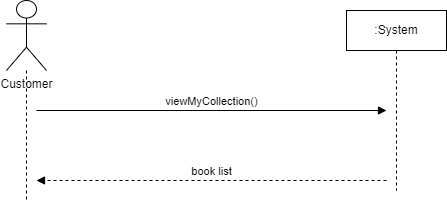 :System
Customer
viewMyCollection()
book list